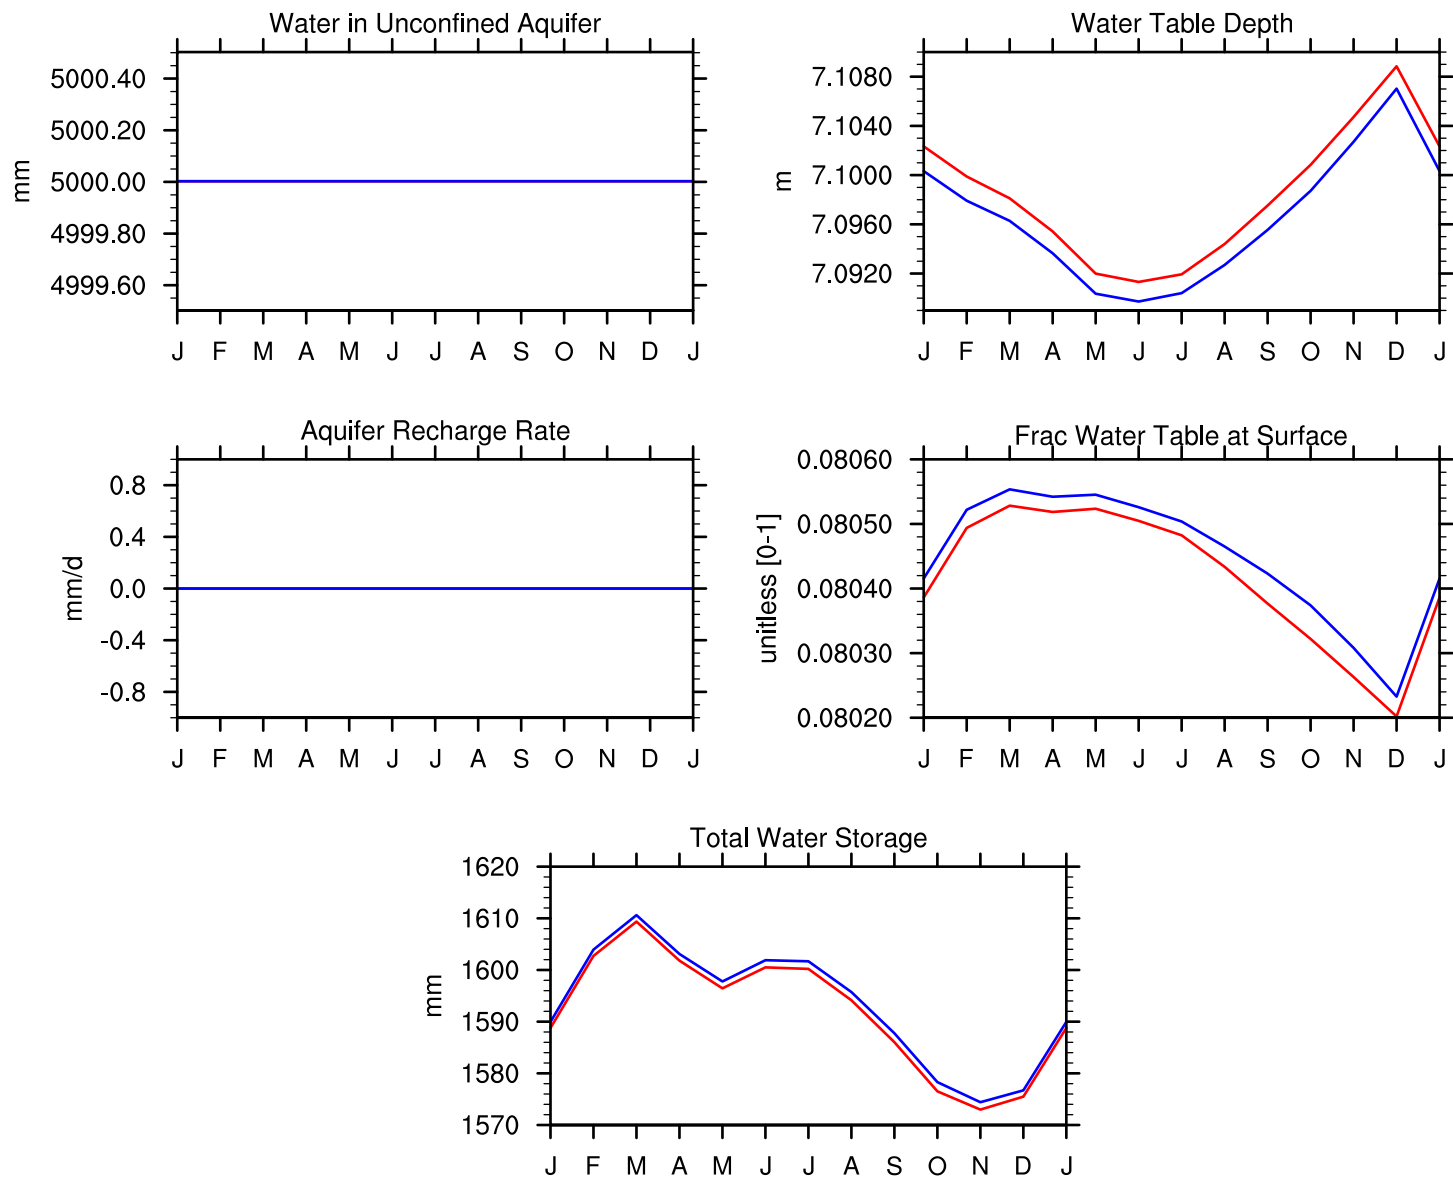 Water in Unconfined Aquifer
mm
5000.40
5000.20
5000.00
4999.80
4999.60
J F M A M J J A S O N D J
Water Table Depth
m
7.1080
7.1040
7.1000
7.0960
7.0920
J F M A M J J A S O N D J
Aquifer Recharge Rate
mm/d
0.8
0.4
0.0
-0.4
-0.8
J F M A M J J A S O N D J
Frac Water Table at Surface
unitless [0-1]
0.08060
0.08050
0.08040
0.08030
0.08020
J F M A M J J A S O N D J
Total Water Storage
mm
1620
1610
1600
1590
1580
1570
J F M A M J J A S O N D J